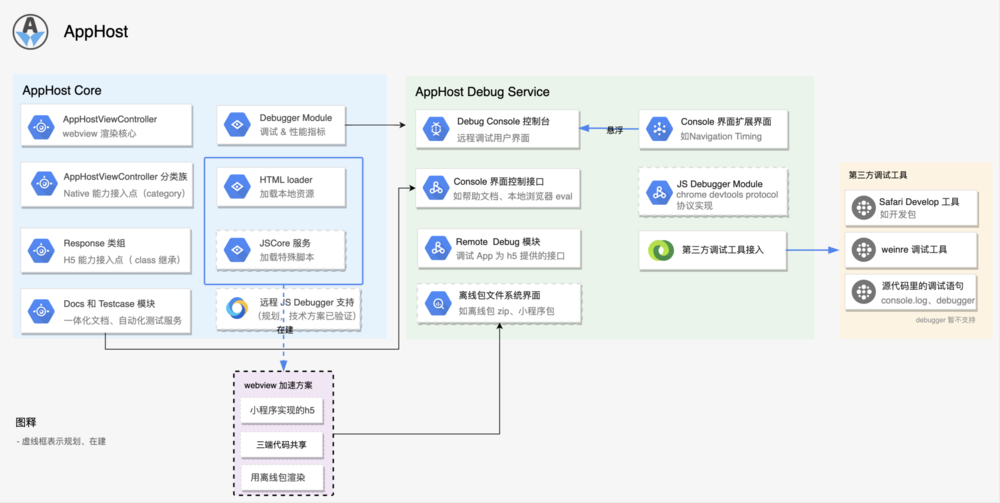 AppHost
AppHost Core
AppHostViewController
webview 渲染核心
Debugger Module
调试 & 性能指标
AppHostViewController 分类族
Native 能力接入点（category）
HTML loader
加载本地资源
Response 类组
H5 能力接入点（ class 继承）
JSCore 服务
加载特殊脚本
Docs 和 Testcase 模块
一体化文档、自动化测试服务
远程 JS Debugger 支持
（规划，技术方案已验证）
在建
AppHost Debug Service
Debug Console 控制台
远程调试用户界面
悬浮
Console 界面扩展界面
如Navigation Timing
Console 界面控制接口
如帮助文档、本地浏览器 eval
JS Debugger Module
chrome devtools protocol
协议实现
Remote Debug 模块
调试 App 为 h5 提供的接口
第三方调试工具接入
离线包文件系统界面
如离线包 zip、小程序包
第三方调试工具
Safari Develop 工具
如开发包
weinre 调试工具
源代码里的调试语句
console.log、debugger
debugger 暂不支持
webview 加速方案
小程序实现的h5
三端代码共享
用离线包渲染
图释
- 虚线框表示规划、在建